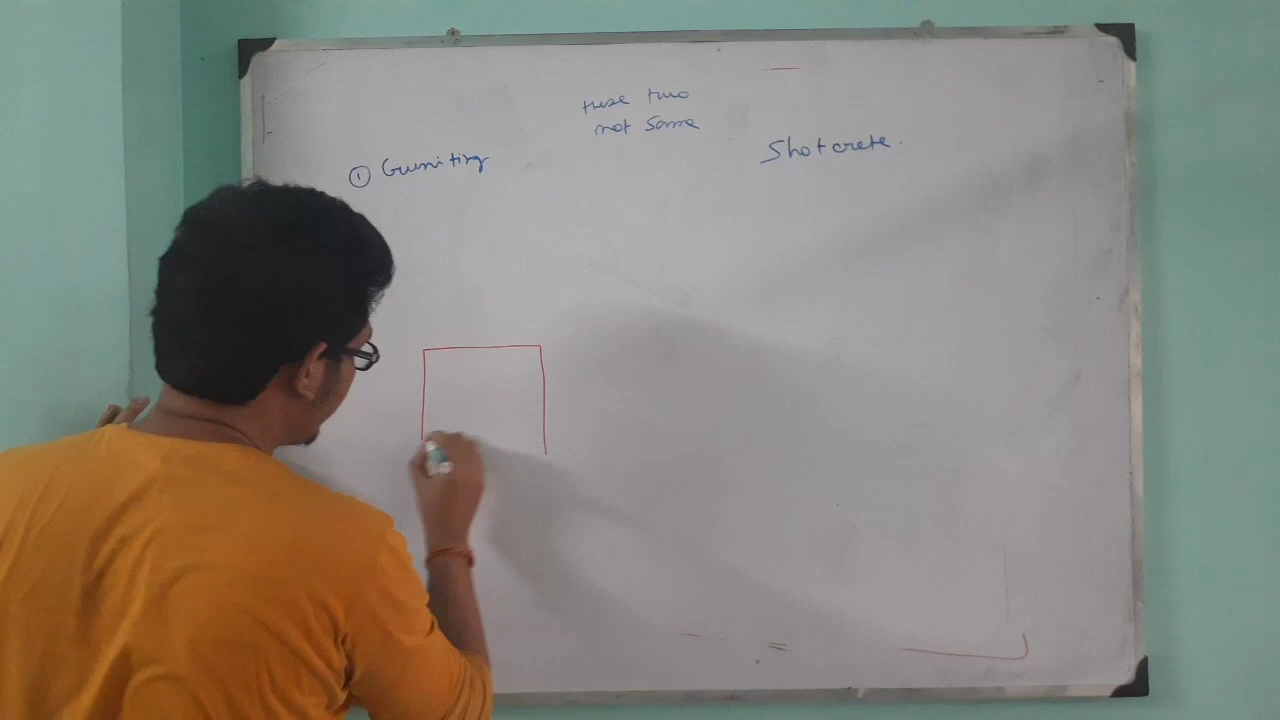 these two
not Same
① Guniting
Shotcrete.